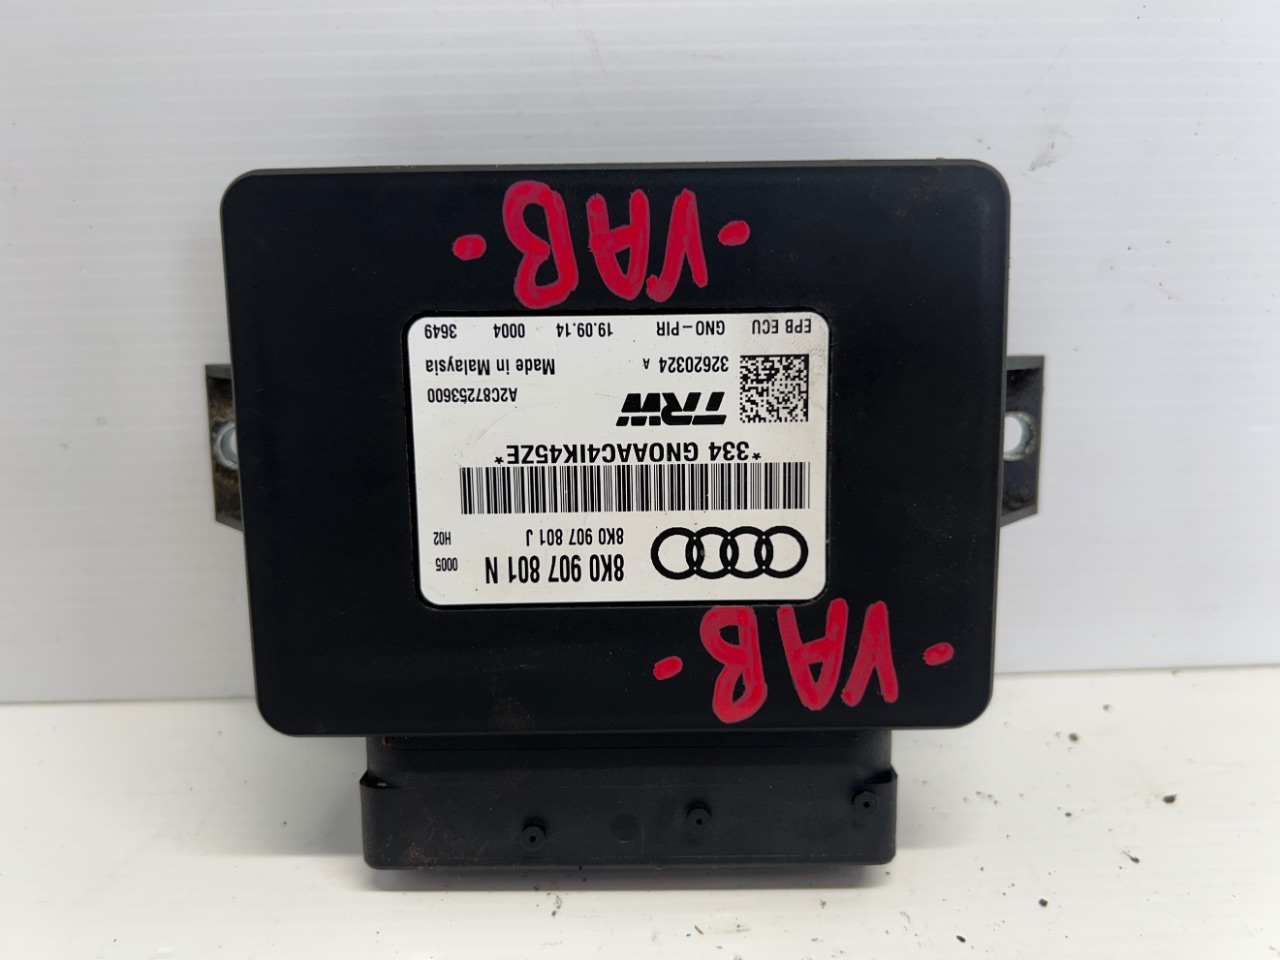 -VAB-
8K0 907 801 N 0005
8K0 907 801 J H02
*334 GNOAAC4IK45ZE*
TRW A2C87253600
32620324 A Made in Malaysia
EPB ECU GNO-PIR 19.09.14 0004 3649
-VAB-